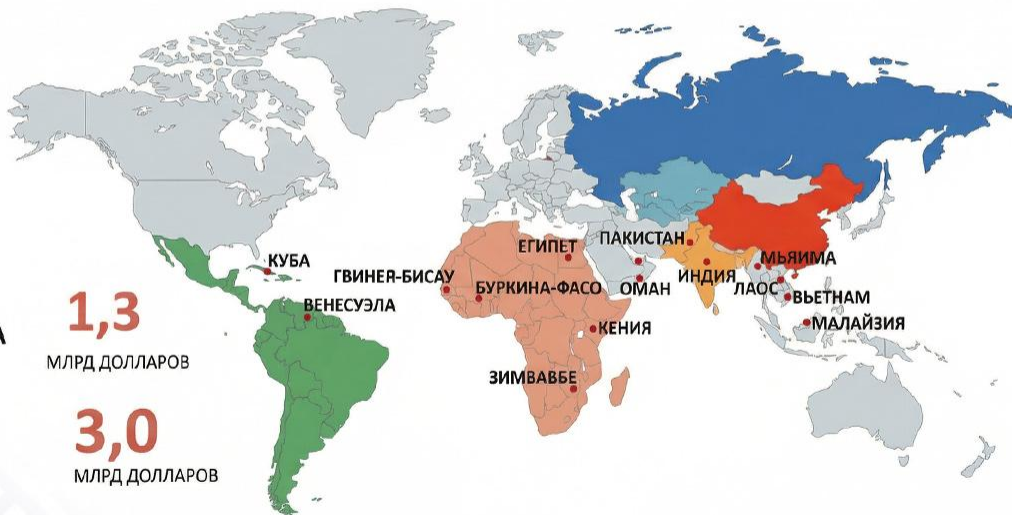 ЕГИПЕТ
ПАКИСТАН
КУБА
МЬЯИМА
ГВИНЕЯ-БИСАУ
БУРКИНА-ФАСО
ОМАН
ИНДИЯ
ЛАОС
ВЬЕТНАМ
ВЕНЕСУЭЛА
МАЛАЙЗИЯ
КЕНИЯ
1,3
МЛРД ДОЛЛАРОВ
ЗИМВАВБЕ
3,0
МЛРД ДОЛЛАРОВ